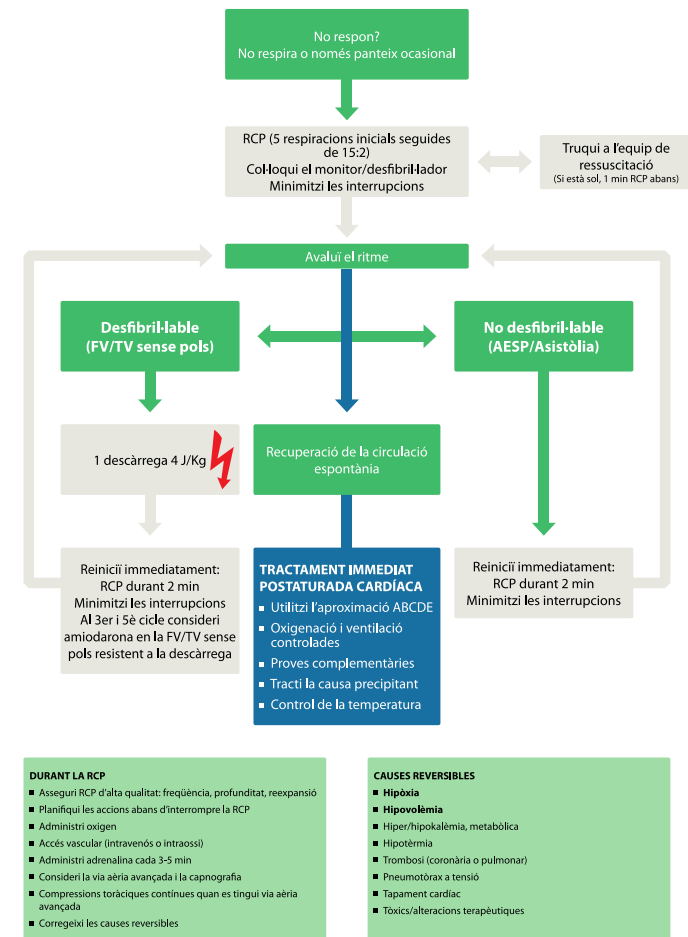 No respon?
No respira o només panteix ocasional
RCP (5 respiracions inicials seguides
de 15:2)
Col·loqui el monitor/desfibril·lador
Minimitzi les interrupcions
Truqui a l'equip de
ressuscitació
(Si està sol, 1 min RCP abans)
Avaluï el ritme
Desfibril·lable
(FV/TV sense pols)
No desfibril·lable
(AESP/Asistòlia)
1 descàrrega 4 J/Kg
Recuperació de la circulació
espontània
Reiniciï immediatament:
RCP durant 2 min
Minimitzi les interrupcions
Al 3er i 5è cicle consideri
amiodarona en la FV/TV sense
pols resistent a la descàrrega
TRACTAMENT IMMEDIAT
POSTATURADA CARDÍACA
■ Utilitzi l'aproximació ABCDE
■ Oxigenació i ventilació
controlades
■ Proves complementàries
■ Tracti la causa precipitant
■ Control de la temperatura
Reiniciï immediatament:
RCP durant 2 min
Minimitzi les interrupcions
DURANT LA RCP
■ Asseguri RCP d'alta qualitat: freqüència, profunditat, reexpansió
■ Planifiqui les accions abans d'interrompre la RCP
■ Administri oxigen
■ Accés vascular (intravenós o intraossi)
■ Administri adrenalina cada 3-5 min
■ Consideri la via aèria avançada i la capnografia
■ Compressions toràciques contínues quan es tingui via aèria
avançada
■ Corregeixi les causes reversibles
CAUSES REVERSIBLES
■ Hipòxia
■ Hipovolèmia
■ Hiper/hipokalèmia, metabòlica
■ Hipotèrmia
■ Trombosi (coronària o pulmonar)
■ Pneumotòrax a tensió
■ Tapament cardíac
■ Tòxics/alteracions terapèutiques